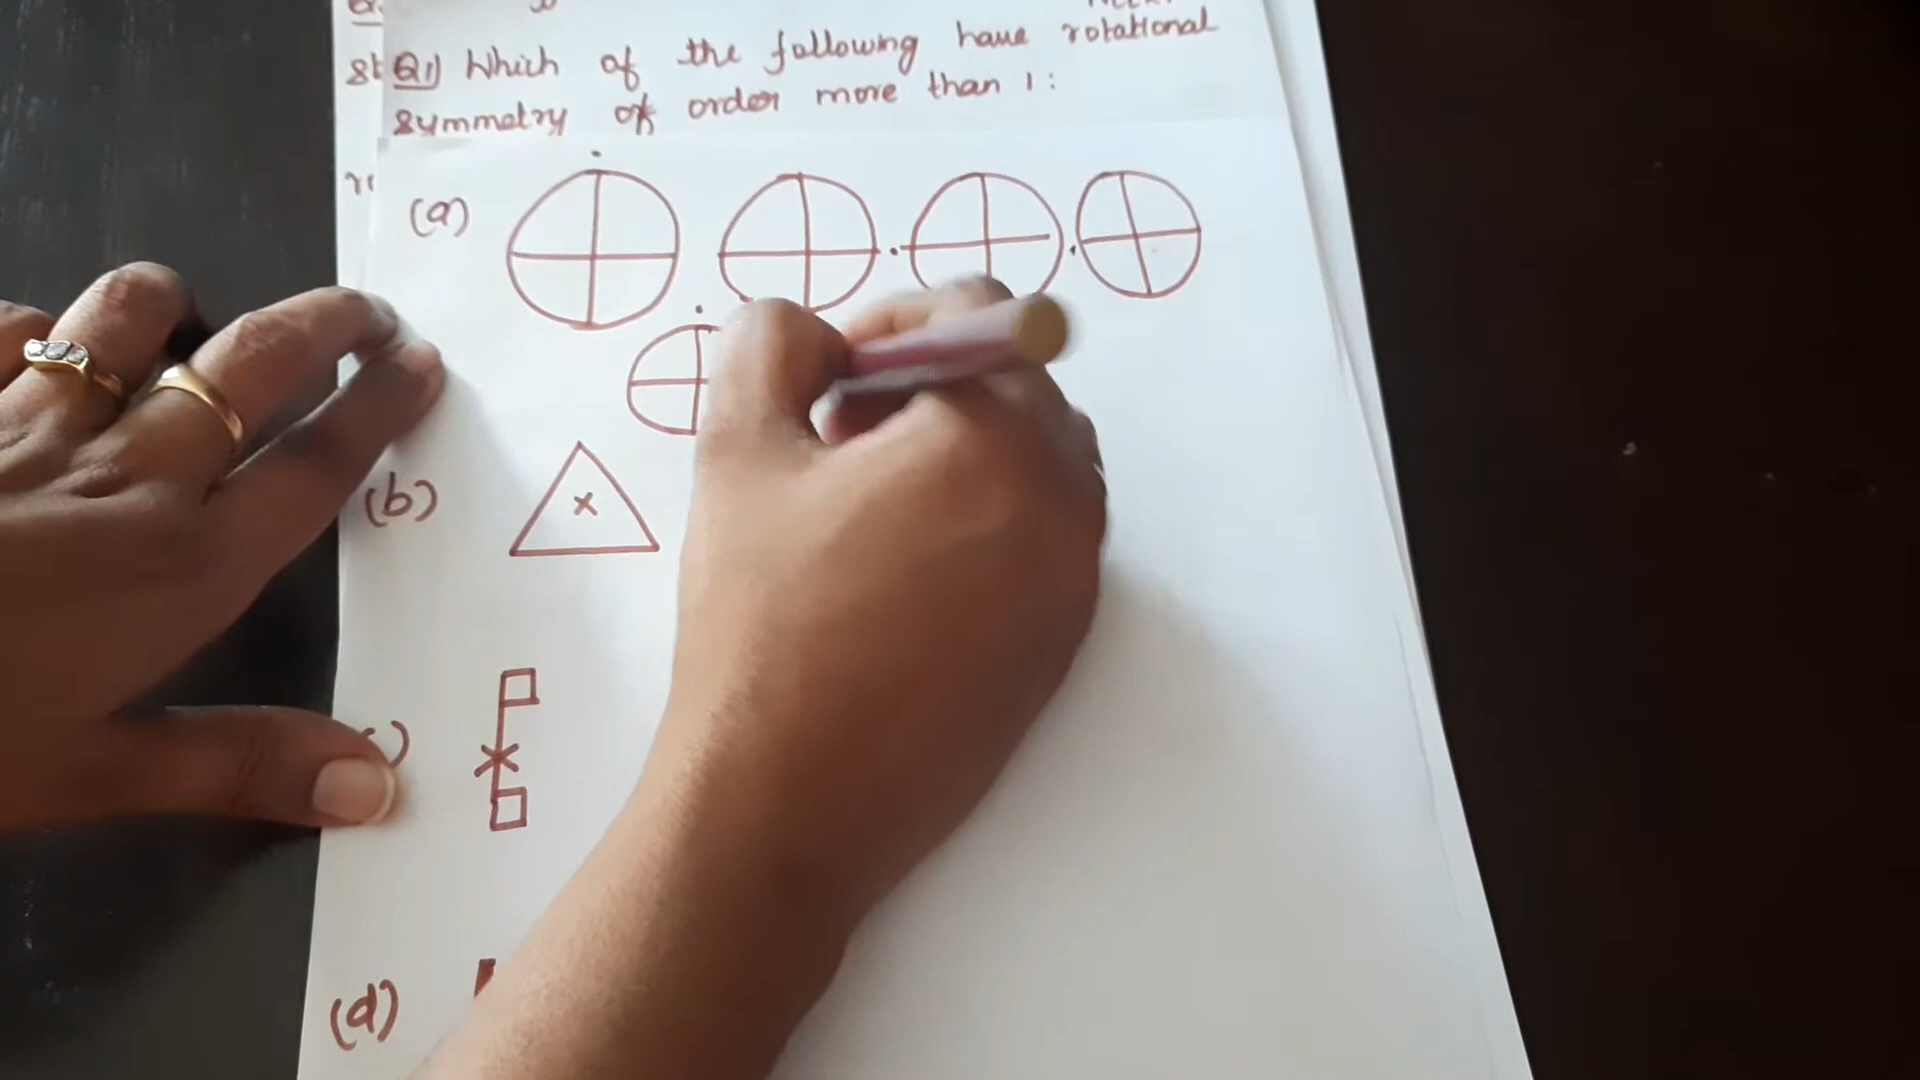 Q1) Which of the following have rotational
symmetry of order more than 1:
(a)
(b)
(d)